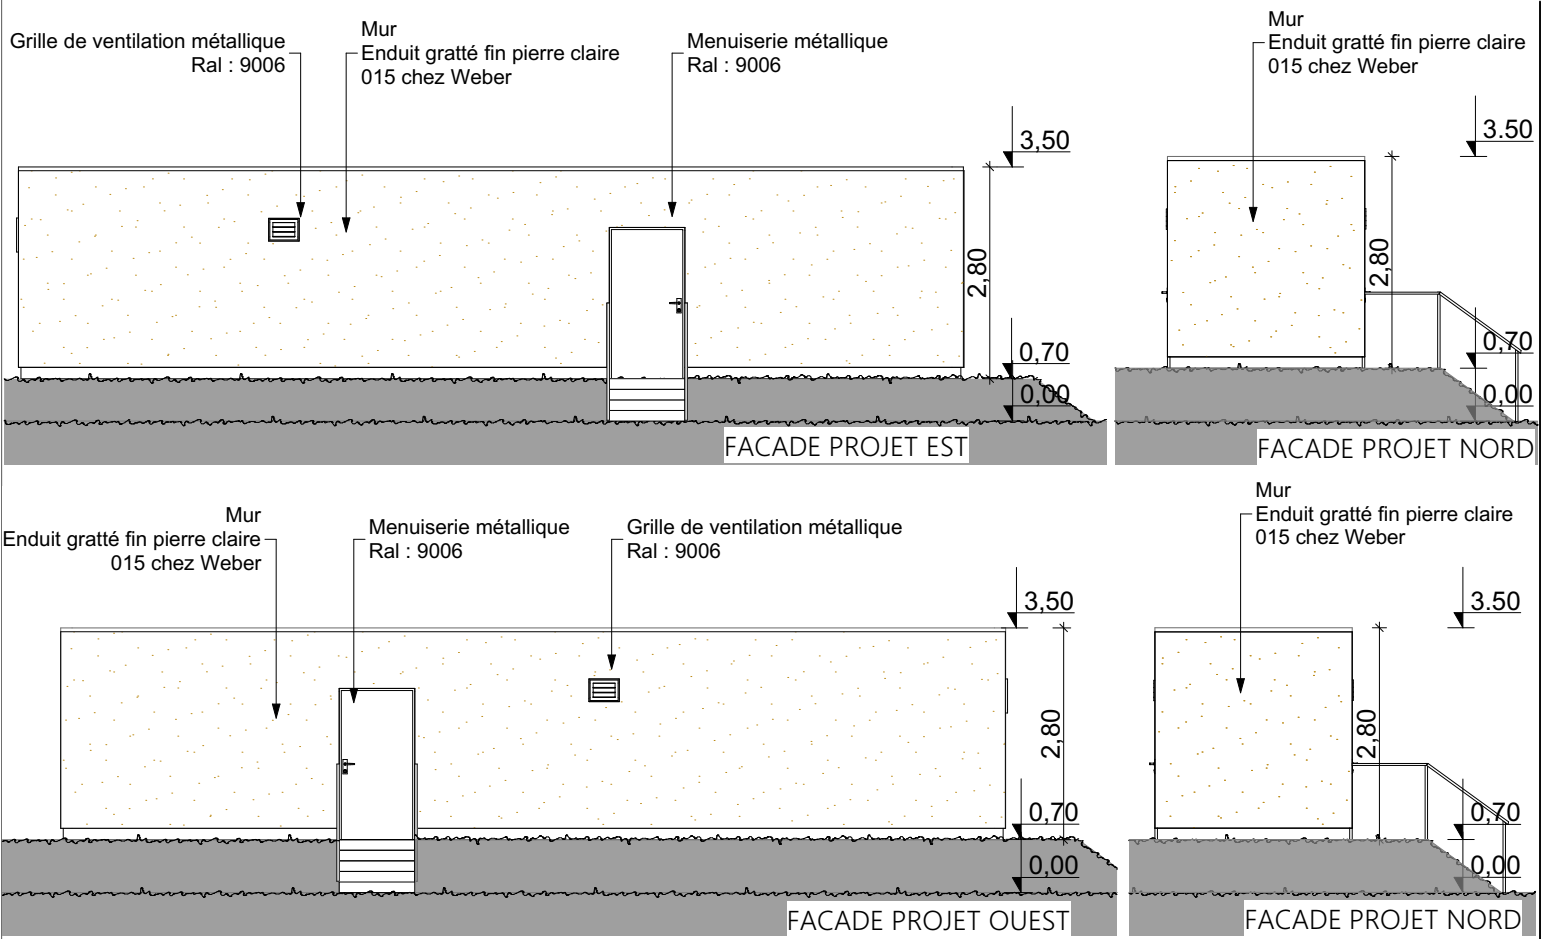 Grille de ventilation métallique
Ral : 9006
Mur
Enduit gratté fin pierre claire
015 chez Weber
Menuiserie métallique
Ral : 9006
3,50
2,80
0,70
0,00
FACADE PROJET EST
Mur
Enduit gratté fin pierre claire
015 chez Weber
3.50
2,80
0,70
0,00
FACADE PROJET NORD
Mur
Enduit gratté fin pierre claire
015 chez Weber
Menuiserie métallique
Ral : 9006
Grille de ventilation métallique
Ral : 9006
3,50
2,80
0,70
0,00
FACADE PROJET OUEST
Mur
Enduit gratté fin pierre claire
015 chez Weber
3.50
2,80
0,70
0,00
FACADE PROJET NORD